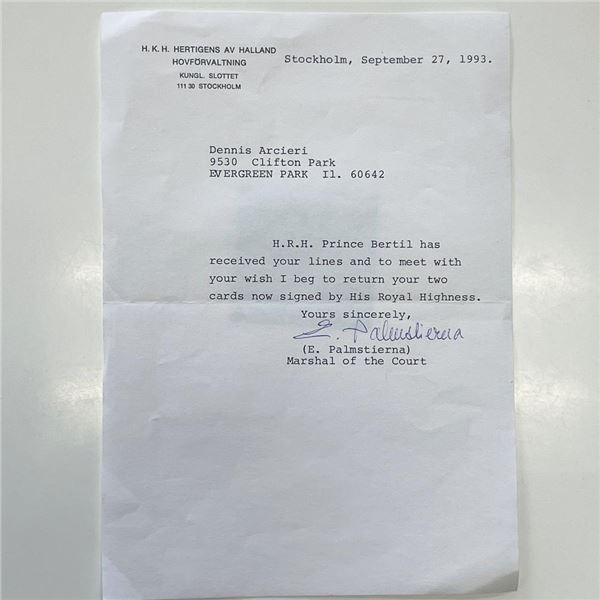 H. K. H. HERTIGENS AV HALLAND
HOVFÖRVALTNING
KUNGL. SLOTTET
111 30 STOCKHOLM
Stockholm, September 27, 1993.
Dennis Arcieri
9530 Clifton Park
EVERGREEN PARK Il. 60642
H.R.H. Prince Bertil has
received your lines and to meet with
your wish I beg to return your two
cards now signed by His Royal Highness.
Yours sincerely,
E. Palmstierna
(E. Palmstierna)
Marshal of the Court